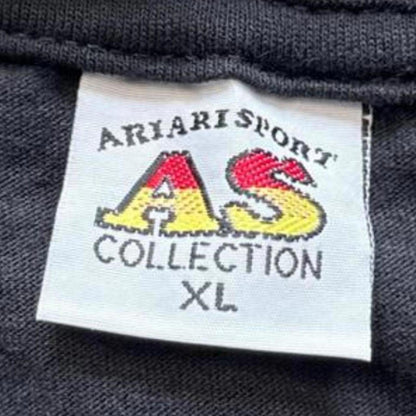 ARIARI SPORT
AS
COLLECTION
XL